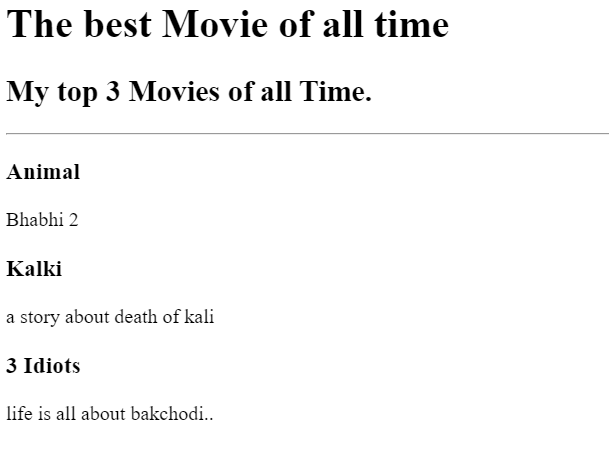 The best Movie of all time
My top 3 Movies of all Time.
Animal
Bhabhi 2
Kalki
a story about death of kali
3 Idiots
life is all about bakchodi..